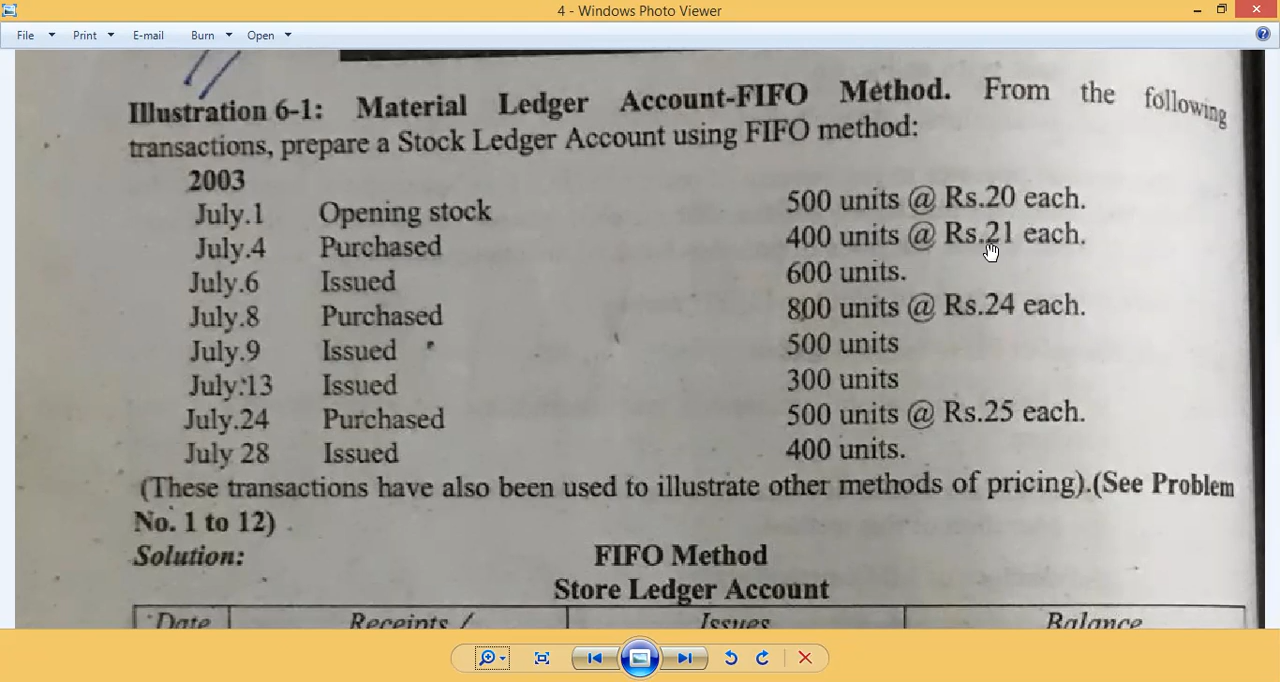 4 - Windows Photo Viewer
File Print E-mail Burn Open
Illustration 6-1: Material Ledger Account-FIFO Method. From the following
transactions, prepare a Stock Ledger Account using FIFO method:
2003
July.1 Opening stock 500 units @ Rs.20 each.
July.4 Purchased 400 units @ Rs.21 each.
July.6 Issued 600 units.
July.8 Purchased 800 units @ Rs.24 each.
July.9 Issued 500 units
July.13 Issued 300 units
July.24 Purchased 500 units @ Rs.25 each.
July 28 Issued 400 units.
(These transactions have also been used to illustrate other methods of pricing).(See Problem
No. 1 to 12)
Solution: FIFO Method
Store Ledger Account
Date Receipts / Issues Balance